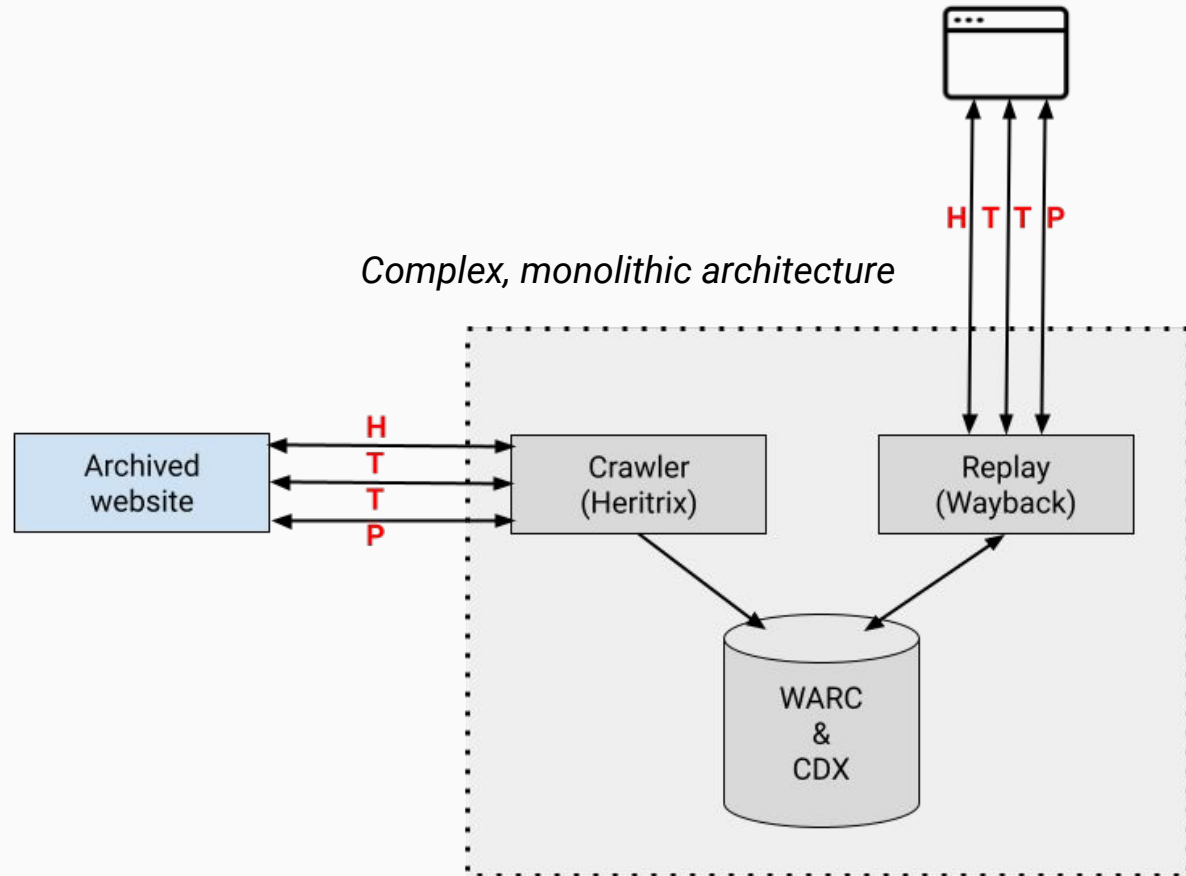 H T T P
Complex, monolithic architecture
H
T
T
P
Archived
website
Crawler
(Heritrix)
Replay
(Wayback)
WARC
&
CDX